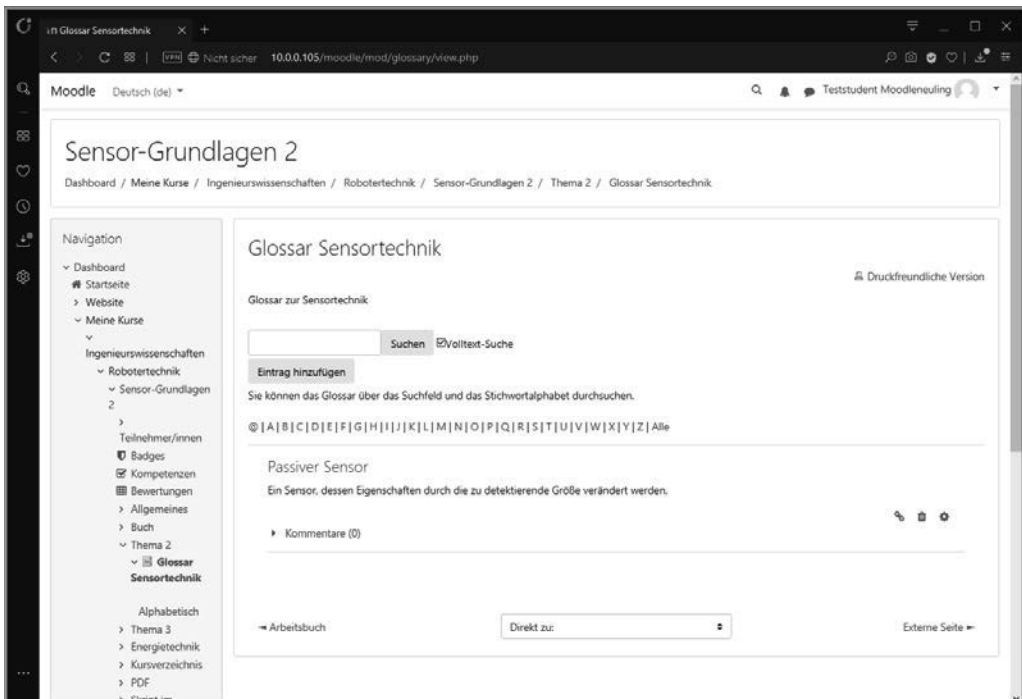 Glossar Sensortechnik
VPN Nicht sicher 10.0.0.105/moodle/mod/glossary/view.php
Moodle Deutsch (de)
Teststudent Moodleneuling
Sensor-Grundlagen 2
Dashboard / Meine Kurse / Ingenieurswissenschaften / Robotertechnik / Sensor-Grundlagen 2 / Thema 2 / Glossar Sensortechnik
Navigation
Dashboard
Startseite
Website
Meine Kurse
Ingenieurswissenschaften
Robotertechnik
Sensor-Grundlagen
2
Teilnehmer/innen
Badges
Kompetenzen
Bewertungen
Allgemeines
Buch
Thema 2
Glossar
Sensortechnik
Alphabetisch
Thema 3
Energietechnik
Kursverzeichnis
PDF
Skript im
Glossar Sensortechnik
Druckfreundliche Version
Glossar zur Sensortechnik
Suchen Volltext-Suche
Eintrag hinzufügen
Sie können das Glossar über das Suchfeld und das Stichwortalphabet durchsuchen.
@ | A | B | C | D | E | F | G | H | I | J | K | L | M | N | O | P | Q | R | S | T | U | V | W | X | Y | Z | Alle
Passiver Sensor
Ein Sensor, dessen Eigenschaften durch die zu detektierende Größe verändert werden.
Kommentare (0)
◄ Arbeitsbuch
Direkt zu:
Externe Seite ►